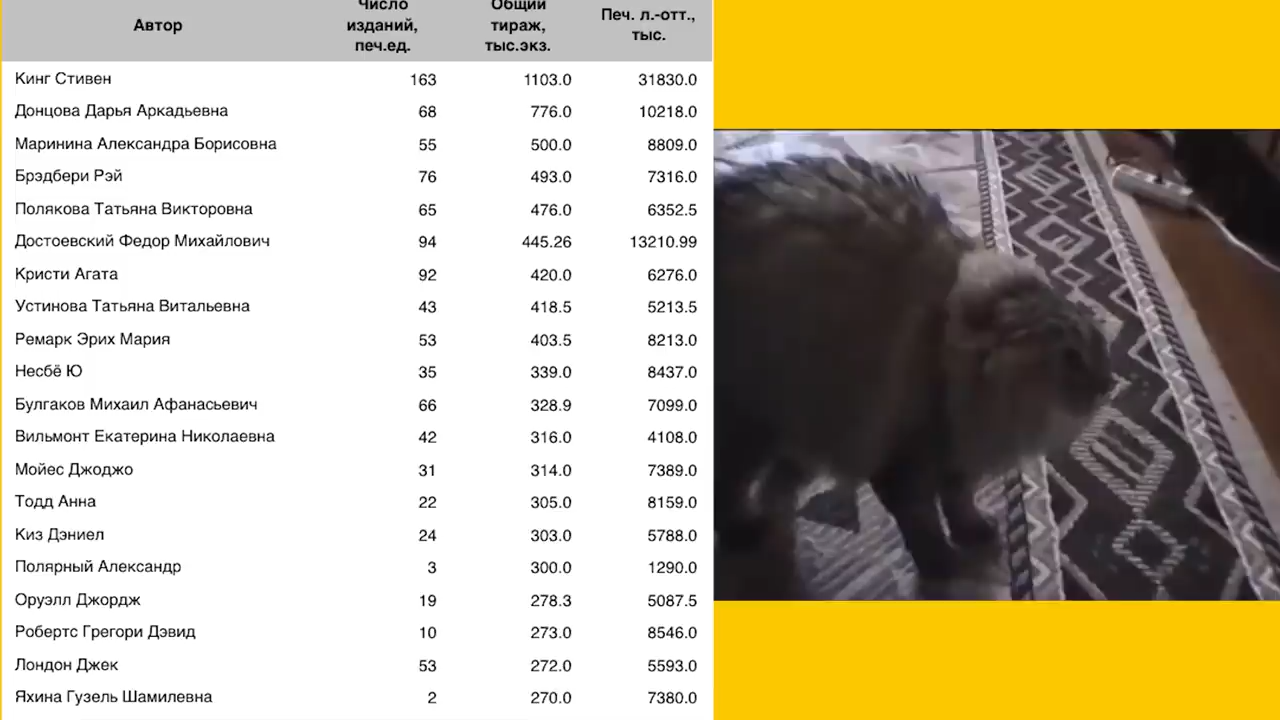 Автор Число изданий, печ.ед. Общий тираж, тыс.экз. Печ. л.-отт., тыс.
Кинг Стивен 163 1103.0 31830.0
Донцова Дарья Аркадьевна 68 776.0 10218.0
Маринина Александра Борисовна 55 500.0 8809.0
Брэдбери Рэй 76 493.0 7316.0
Полякова Татьяна Викторовна 65 476.0 6352.5
Достоевский Федор Михайлович 94 445.26 13210.99
Кристи Агата 92 420.0 6276.0
Устинова Татьяна Витальевна 43 418.5 5213.5
Ремарк Эрих Мария 53 403.5 8213.0
Несбё Ю 35 339.0 8437.0
Булгаков Михаил Афанасьевич 66 328.9 7099.0
Вильмонт Екатерина Николаевна 42 316.0 4108.0
Мойес Джоджо 31 314.0 7389.0
Тодд Анна 22 305.0 8159.0
Киз Дэниел 24 303.0 5788.0
Полярный Александр 3 300.0 1290.0
Оруэлл Джордж 19 278.3 5087.5
Робертс Грегори Дэвид 10 273.0 8546.0
Лондон Джек 53 272.0 5593.0
Яхина Гузель Шамилевна 2 270.0 7380.0